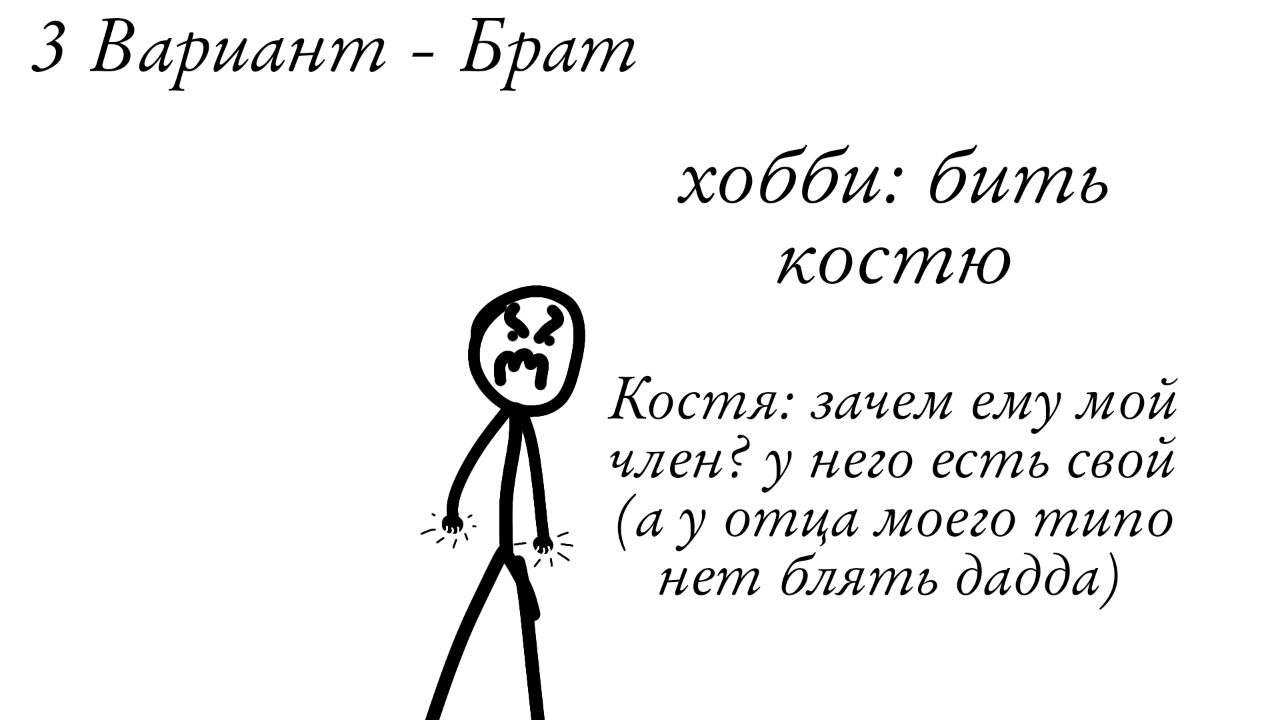 3 Вариант - Брат
хобби: бить
костю
Костя: зачем ему мой
член? у него есть свой
(а у отца моего типо
нет блять дадда)